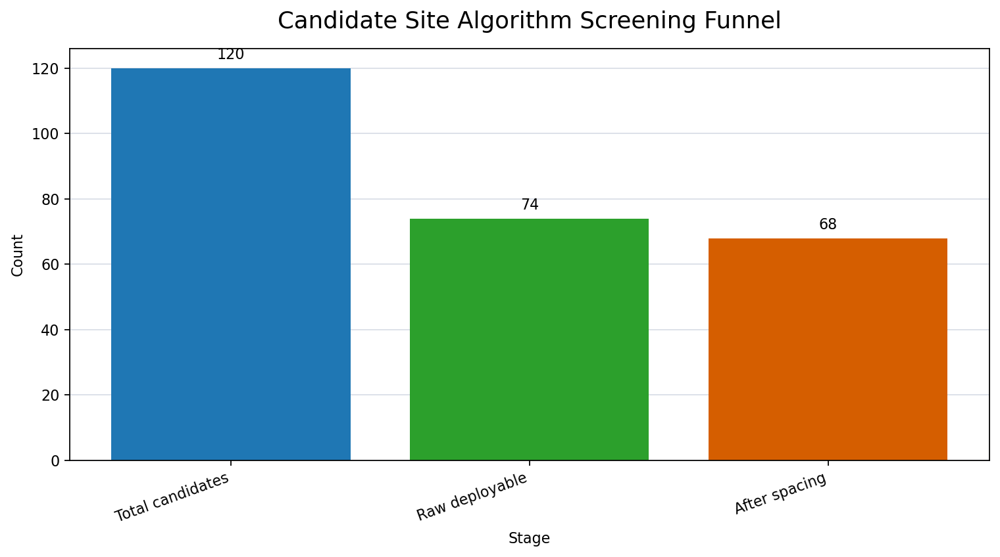 Candidate Site Algorithm Screening Funnel
120
74
68
120
100
80
60
40
20
0
Count
Total candidates
Raw deployable
After spacing
Stage